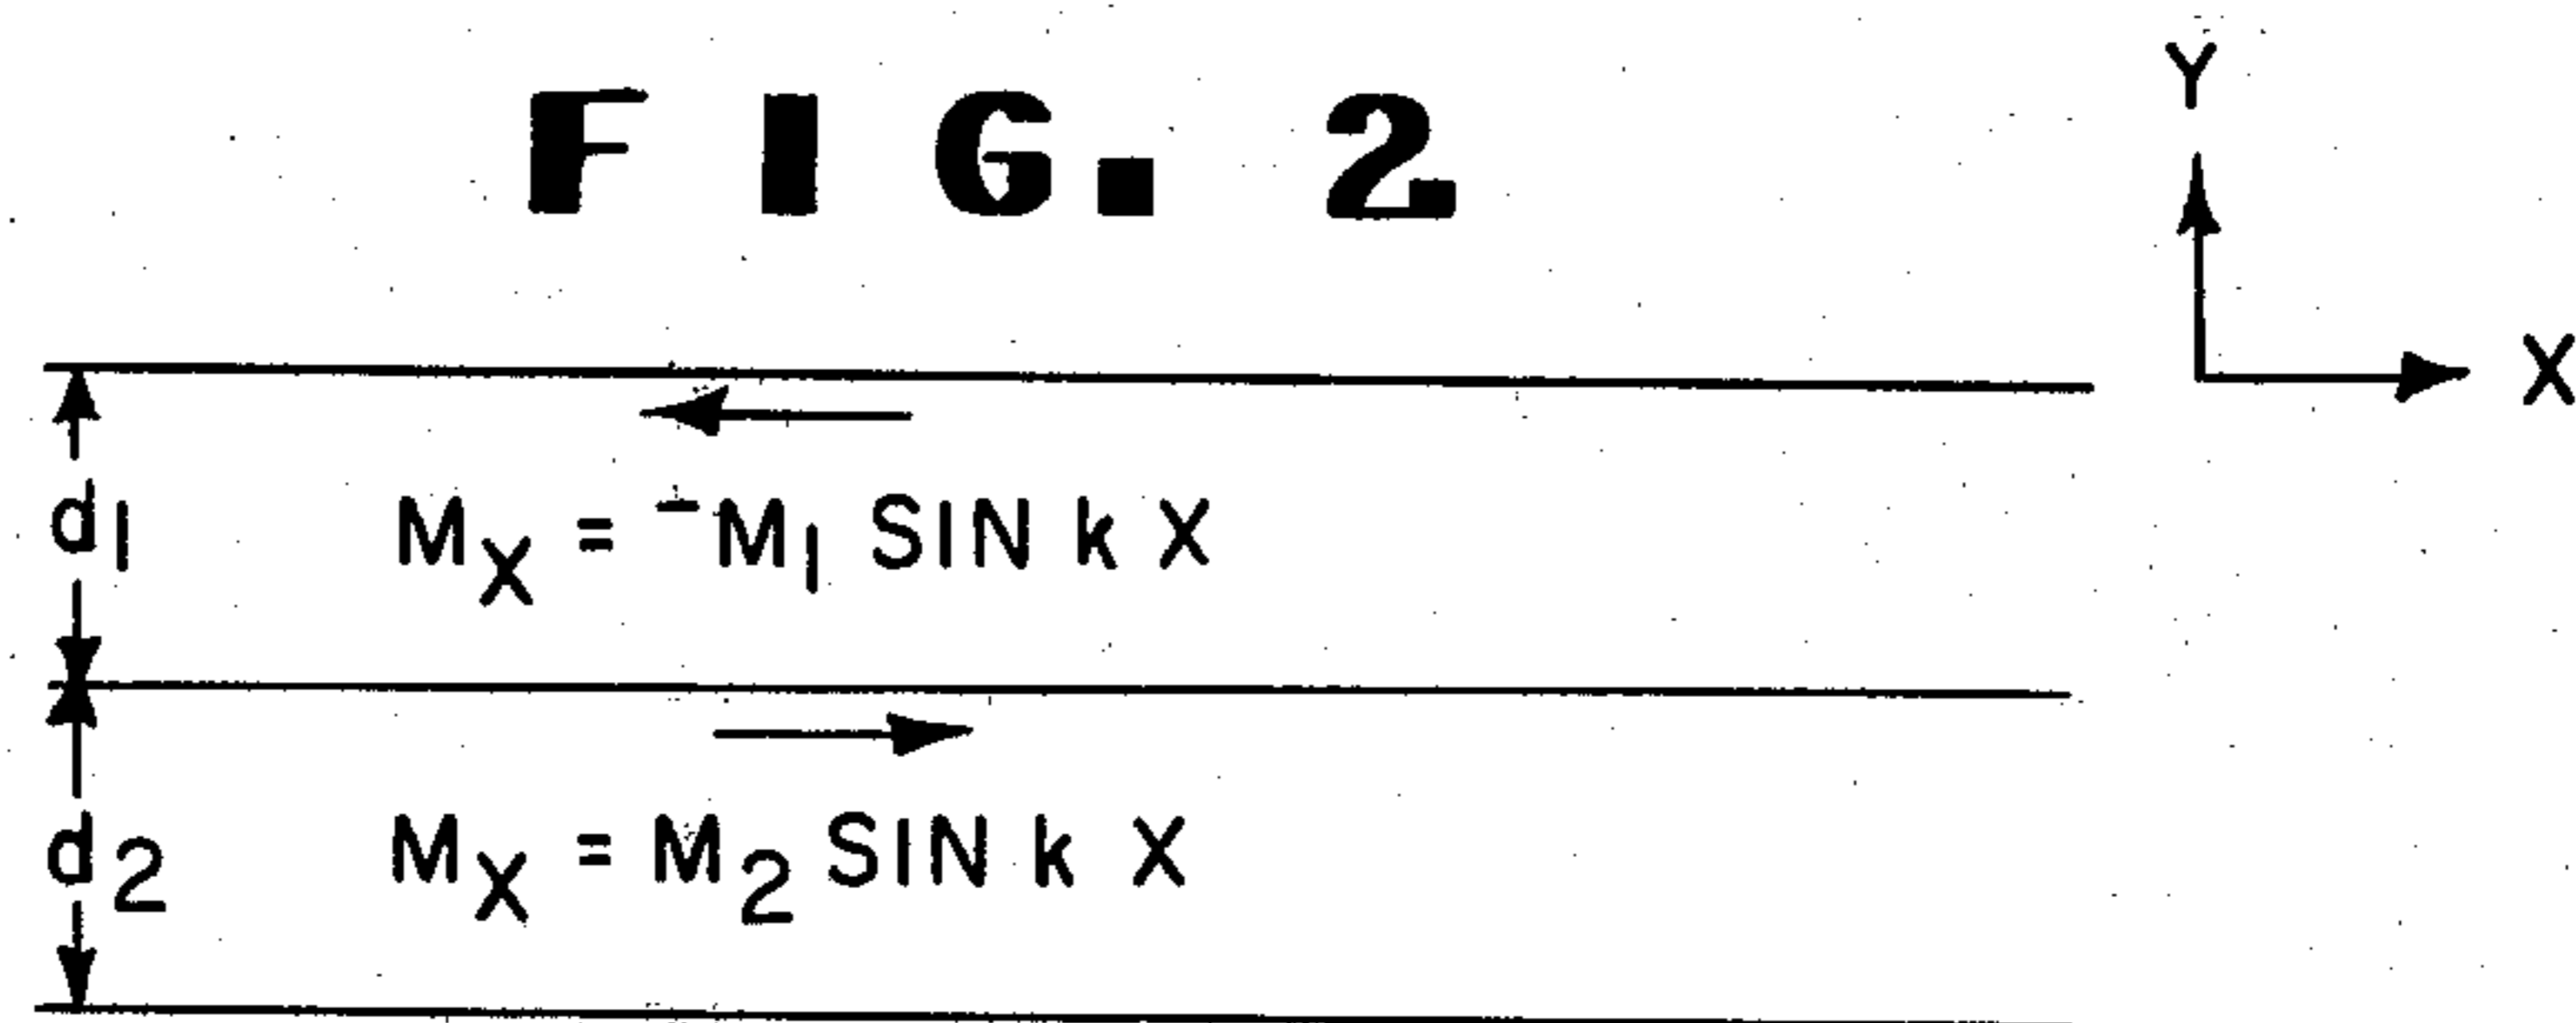 FIG. 2
Y
X
d1
Mx = -M1 SIN k X
d2
Mx = M2 SIN k X